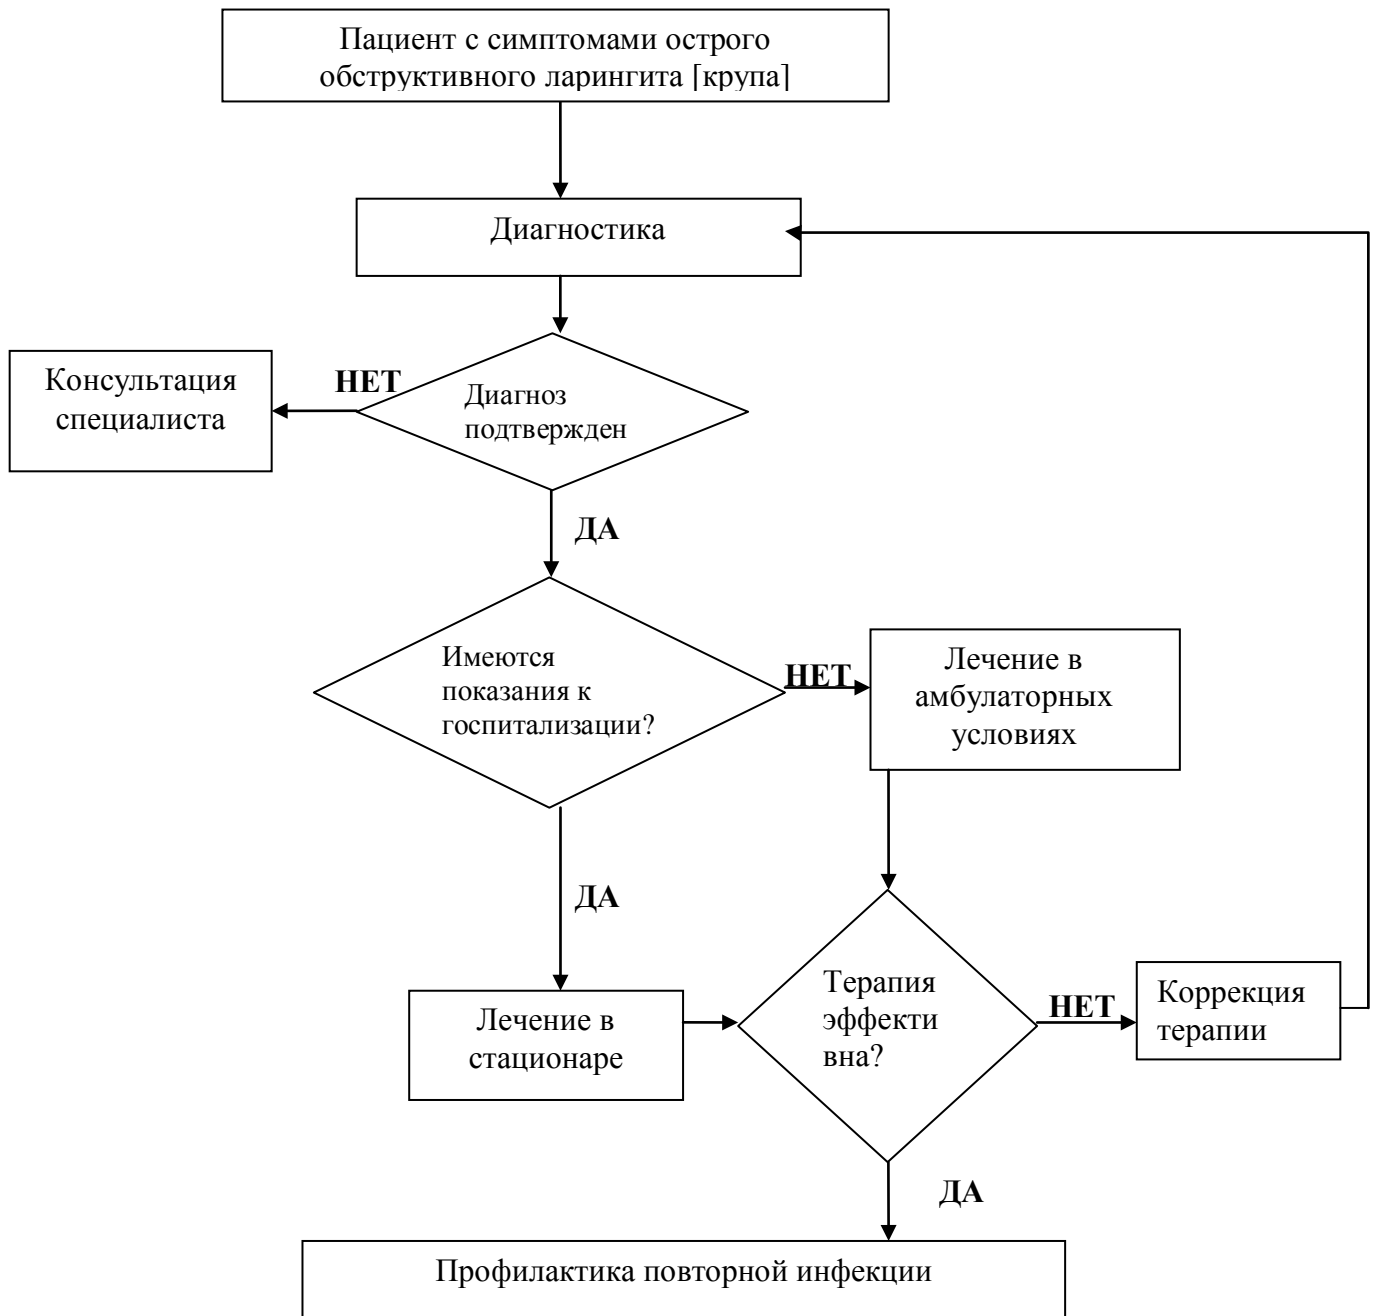 Пациент с симптомами острого
обструктивного ларингита [крупа]
Диагностика
Консультация
специалиста
НЕТ
Диагноз
подтвержден
ДА
Имеются
показания к
госпитализации?
НЕТ
Лечение в
амбулаторных
условиях
ДА
Лечение в
стационаре
Терапия
эффекти
вна?
НЕТ
Коррекция
терапии
ДА
Профилактика повторной инфекции